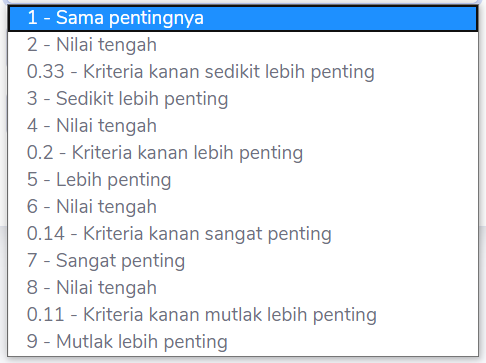 1 - Sama pentingnya
2 - Nilai tengah
0.33 - Kriteria kanan sedikit lebih penting
3 - Sedikit lebih penting
4 - Nilai tengah
0.2 - Kriteria kanan lebih penting
5 - Lebih penting
6 - Nilai tengah
0.14 - Kriteria kanan sangat penting
7 - Sangat penting
8 - Nilai tengah
0.11 - Kriteria kanan mutlak lebih penting
9 - Mutlak lebih penting